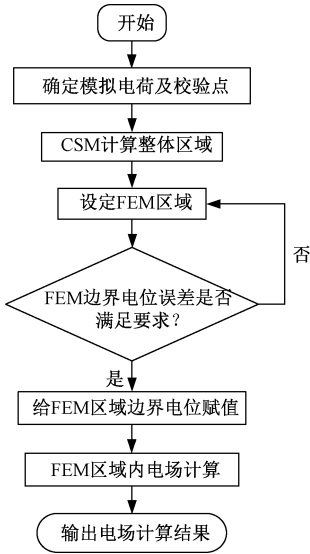 开始
确定模拟电荷及校验点
CSM计算整体区域
设定FEM区域
否
FEM边界电位误差是否
满足要求?
是
给FEM区域边界电位赋值
FEM区域内电场计算
输出电场计算结果